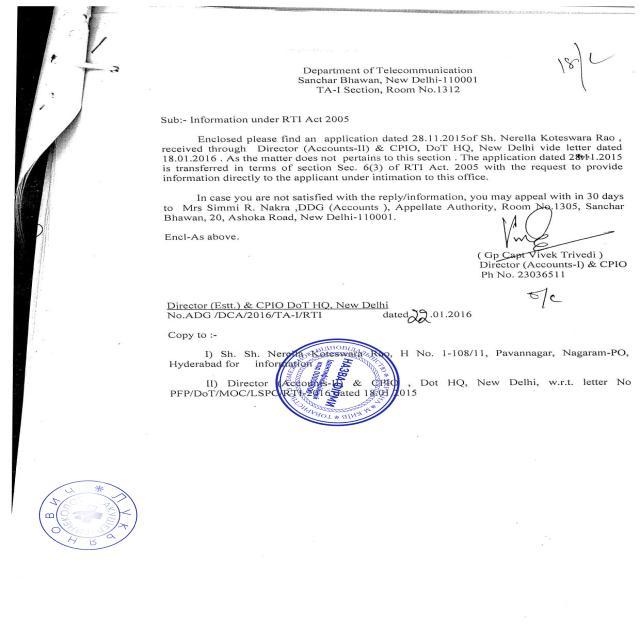 18/L
Department of Telecommunication
Sanchar Bhawan, New Delhi-110001
TA-I Section, Room No.1312
Sub:- Information under RTI Act 2005
Enclosed please find an application dated 28.11.2015of Sh. Nerella Koteswara Rao ,
received through Director (Accounts-II) & CPIO, DoT HQ, New Delhi vide letter dated
18.01.2016 . As the matter does not pertains to this section . The application dated 28.11.2015
is transferred in terms of section Sec. 6(3) of RTI Act. 2005 with the request to provide
information directly to the applicant under intimation to this office.
In case you are not satisfied with the reply/information, you may appeal with in 30 days
to Mrs Simmi R. Nakra ,DDG (Accounts ), Appellate Authority, Room No.1305, Sanchar
Bhawan, 20, Ashoka Road, New Delhi-110001.
Encl-As above.
( Gp Capt Vivek Trivedi )
Director (Accounts-I) & CPIO
Ph No. 23036511
Director (Estt.) & CPIO DoT HQ, New Delhi
No.ADG /DCA/2016/TA-I/RTI dated 22.01.2016
Copy to :-
I) Sh. Sh. Nerella Koteswara Rao, H No. 1-108/11, Pavannagar, Nagaram-PO,
Hyderabad for information
II) Director (Accounts-II) & CPIO , Dot HQ, New Delhi, w.r.t. letter No
PFP/DoT/MOC/LSPC/RTI-2016 dated 18.01.2015
НАЗВА ФІРМИ
Лук'янович